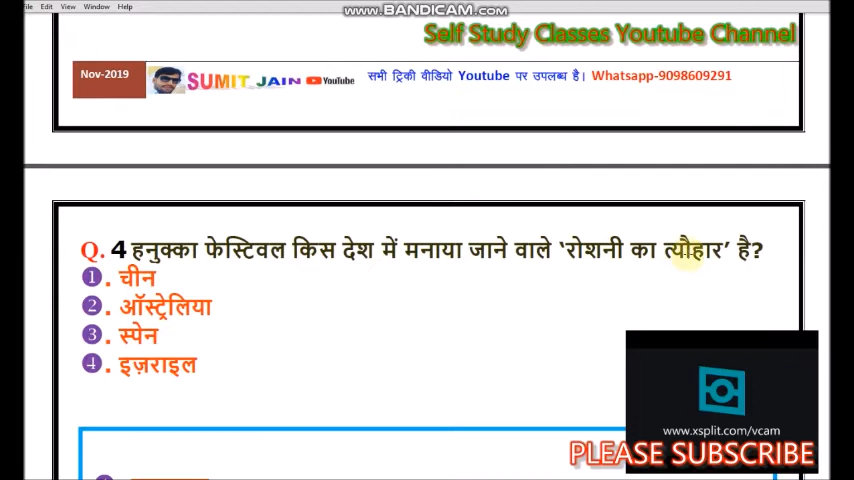 www.BANDICAM.com
File Edit View Window Help
Self Study Classes Youtube Channel
Nov-2019 SUMIT JAIN YouTube सभी ट्रिकी वीडियो Youtube पर उपलब्ध है। Whatsapp-9098609291
Q. 4 हनुक्का फेस्टिवल किस देश में मनाया जाने वाले ‘रोशनी का त्यौहार’ है?
1. चीन
2. ऑस्ट्रेलिया
3. स्पेन
4. इज़राइल
www.xsplit.com/vcam
PLEASE SUBSCRIBE